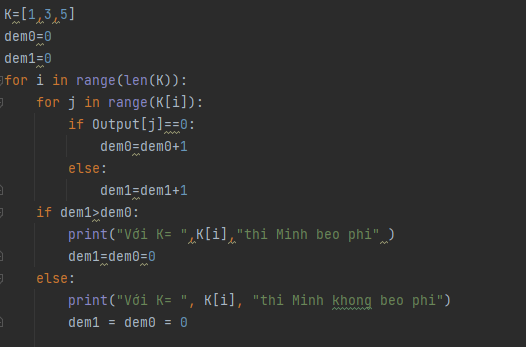 K=[1,3,5]
dem0=0
dem1=0
for i in range(len(K)):
    for j in range(K[i]):
        if Output[j]==0:
            dem0=dem0+1
        else:
            dem1=dem1+1
    if dem1>dem0:
        print("Với K= ",K[i],"thi Minh beo phi" )
        dem1=dem0=0
    else:
        print("Với K= ", K[i], "thi Minh khong beo phi")
        dem1 = dem0 = 0